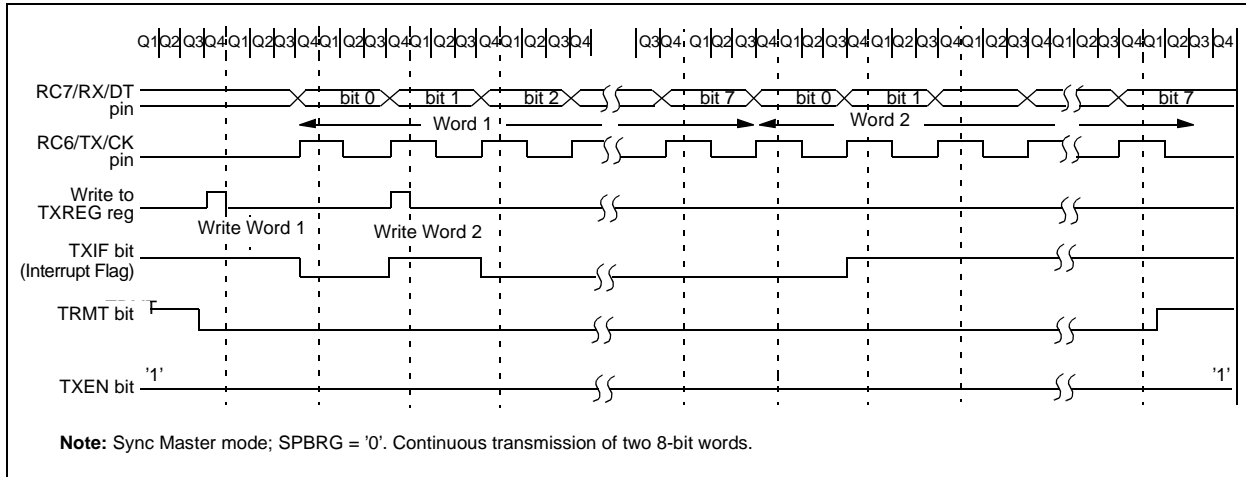 Q1 Q2 Q3 Q4 Q1 Q2 Q3 Q4 Q1 Q2 Q3 Q4 Q1 Q2 Q3 Q4 Q1 Q2 Q3 Q4 Q3 Q4 Q1 Q2 Q3 Q4 Q1 Q2 Q3 Q4 Q1 Q2 Q3 Q4 Q1 Q2 Q3 Q4 Q1 Q2 Q3 Q4 Q1 Q2 Q3 Q4
RC7/RX/DT
pin
bit 0 bit 1 bit 2 bit 7 bit 0 bit 1 bit 7
Word 1 Word 2
RC6/TX/CK
pin
Write to
TXREG reg
Write Word 1 Write Word 2
TXIF bit
(Interrupt Flag)
TRMT bit
TXEN bit '1' '1'
Note: Sync Master mode; SPBRG = '0'. Continuous transmission of two 8-bit words.